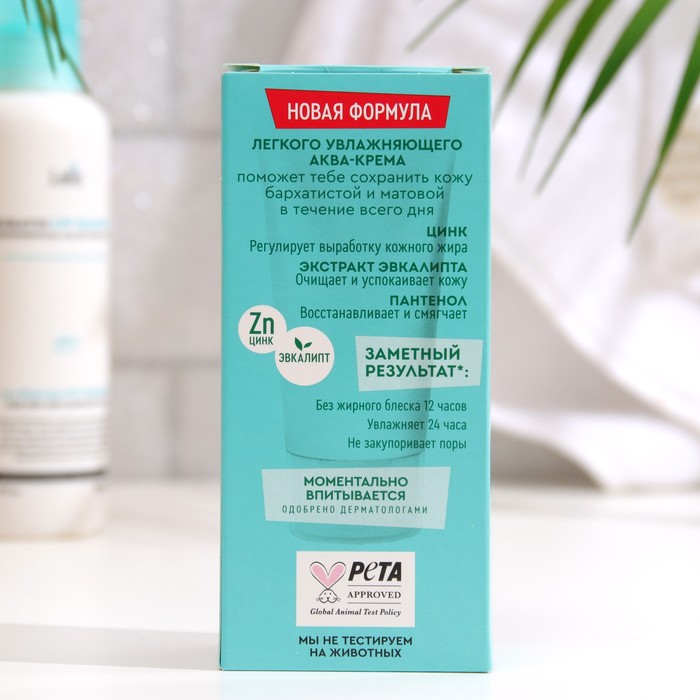 НОВАЯ ФОРМУЛА
ЛЕГКОГО УВЛАЖНЯЮЩЕГО
АКВА-КРЕМА
поможет тебе сохранить кожу
бархатистой и матовой
в течение всего дня
ЦИНК
Регулирует выработку кожного жира
ЭКСТРАКТ ЭВКАЛИПТА
Очищает и успокаивает кожу
ПАНТЕНОЛ
Восстанавливает и смягчает
Zn
ЦИНК
ЭВКАЛИПТ
ЗАМЕТНЫЙ
РЕЗУЛЬТАТ*:
Без жирного блеска 12 часов
Увлажняет 24 часа
Не закупоривает поры
МОМЕНТАЛЬНО
ВПИТЫВАЕТСЯ
ОДОБРЕНО ДЕРМАТОЛОГАМИ
PETA
APPROVED
Global Animal Test Policy
МЫ НЕ ТЕСТИРУЕМ
НА ЖИВОТНЫХ